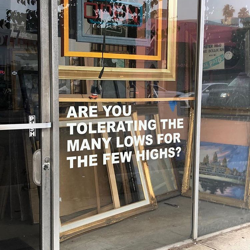 ARE YOU
TOLERATING THE
MANY LOWS FOR
THE FEW HIGHS?